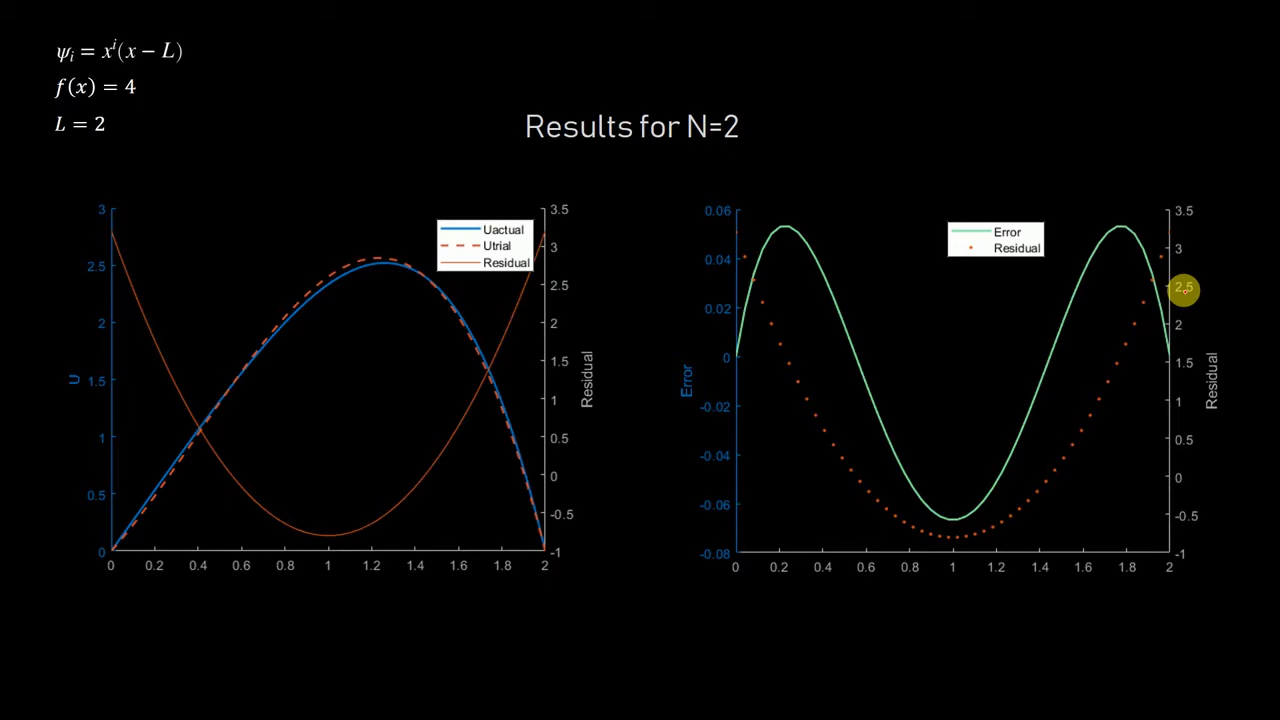 ψᵢ = xⁱ(x − L)
f(x) = 4
L = 2
Results for N=2
3
2.5
2
1.5
1
0.5
0
U
Uactual
Utrial
Residual
3.5
3
2.5
2
1.5
1
0.5
0
-0.5
-1
Residual
0 0.2 0.4 0.6 0.8 1 1.2 1.4 1.6 1.8 2
0.06
0.04
0.02
0
-0.02
-0.04
-0.06
-0.08
Error
Error
Residual
3.5
3
2.5
2
1.5
1
0.5
0
-0.5
-1
Residual
0 0.2 0.4 0.6 0.8 1 1.2 1.4 1.6 1.8 2